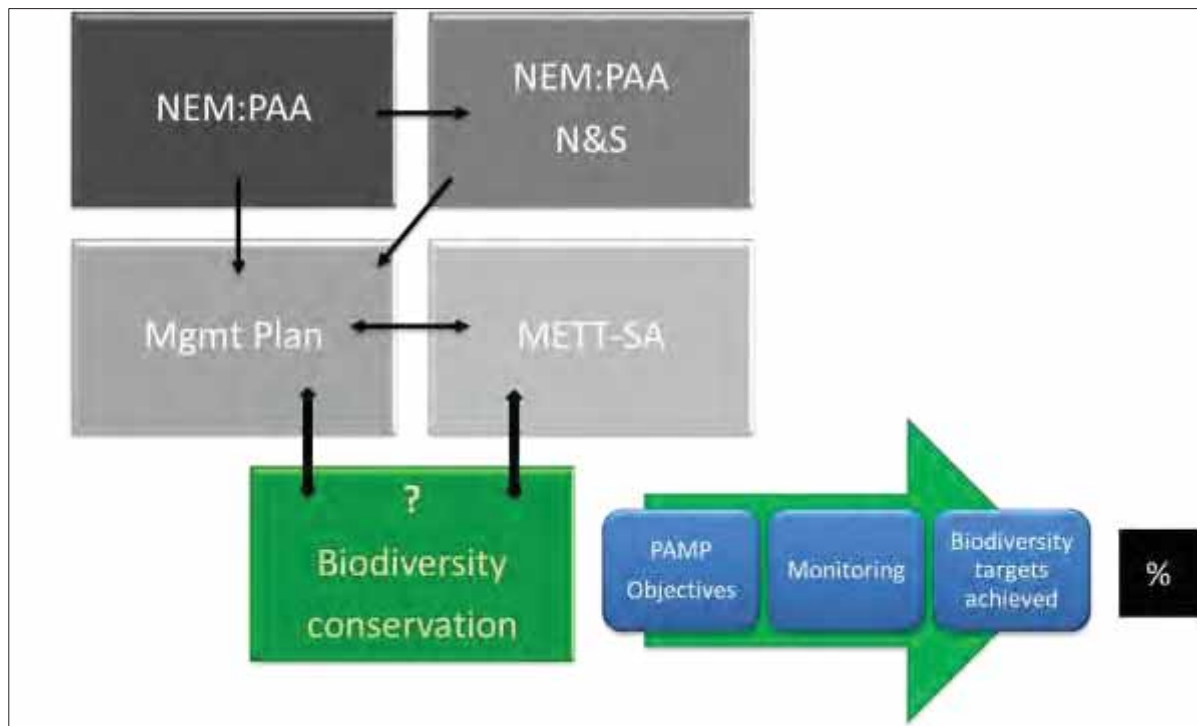 NEM:PAA
NEM:PAA
N&S
Mgmt Plan
METT-SA
?
Biodiversity
conservation
PAMP
Objectives
Monitoring
Biodiversity
targets
achieved
%